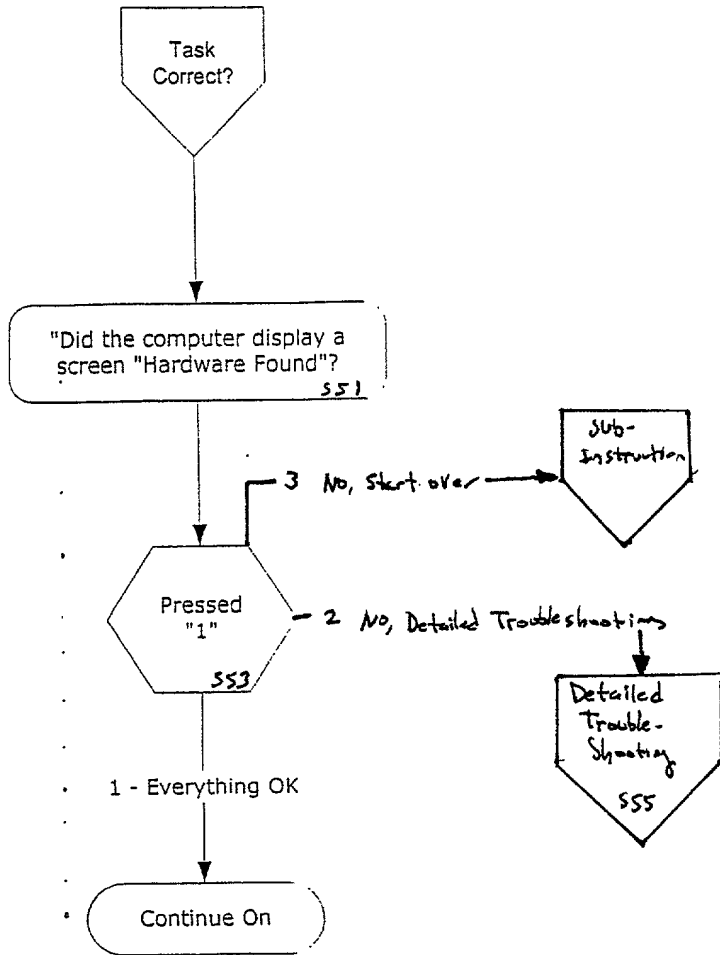 Task
Correct?
"Did the computer display a
screen "Hardware Found"?
551
3 No, Start over
Sub-
Instruction
Pressed
"1"
553
2 No, Detailed Troubleshooting
Detailed
Trouble-
Shooting
555
1 - Everything OK
Continue On